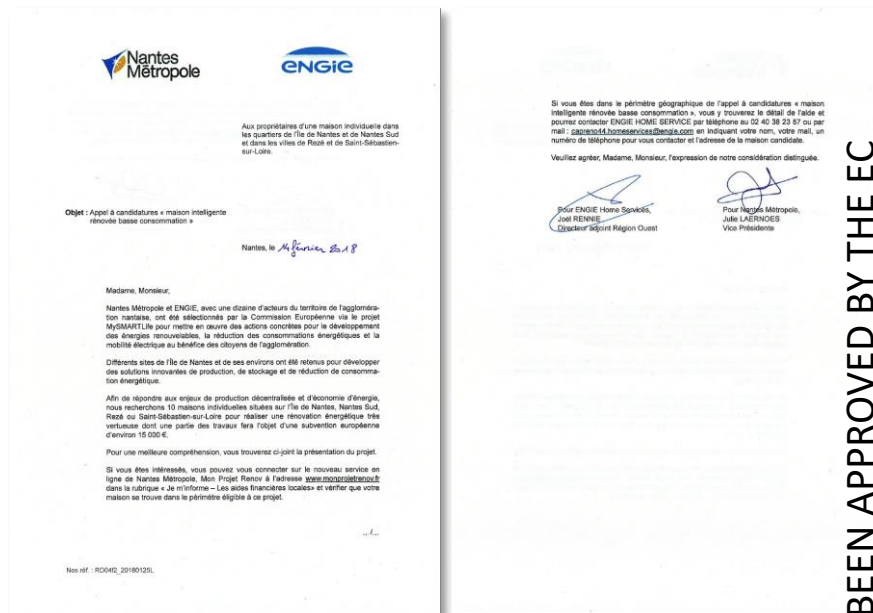 Nantes
Métropole
ENGIE
Aux propriétaires d'une maison individuelle dans
les quartiers de l'Île de Nantes et de Nantes Sud
et dans les villes de Rezé et de Saint-Sébastien-
sur-Loire.
Objet : Appel à candidatures « maison intelligente
rénovée basse consommation »
Nantes, le 14 février 2018
Madame, Monsieur,
Nantes Métropole et ENGIE, avec une dizaine d'acteurs du territoire de l'aggloméra-
tion nantaise, ont été sélectionnés par la Commission Européenne via le projet
MySMARTLife pour mettre en œuvre des actions concrètes pour le développement
des énergies renouvelables, la réduction des consommations énergétiques et la
mobilité électrique au bénéfice des citoyens de l'agglomération.
Différents sites de l'Île de Nantes et de ses environs ont été retenus pour développer
des solutions innovantes de production, de stockage et de réduction de consomma-
tion énergétique.
Afin de répondre aux enjeux de production décentralisée et d'économie d'énergie,
nous recherchons 10 maisons individuelles situées sur l'Île de Nantes, Nantes Sud,
Rezé ou Saint-Sébastien-sur-Loire pour réaliser une rénovation énergétique très
vertueuse dont une partie des travaux fera l'objet d'une subvention européenne
d'environ 15 000 €.
Pour une meilleure compréhension, vous trouverez ci-joint la présentation du projet.
Si vous êtes intéressés, vous pouvez vous connecter sur le nouveau service en
ligne de Nantes Métropole, Mon Projet Renov à l'adresse www.monprojetrenov.fr
dans la rubrique « Je m'informe – Les aides financières locales» et vérifier que votre
maison se trouve dans le périmètre éligible à ce projet.
../...
Nos réf. : RD04f2_20180125L
Si vous êtes dans le périmètre géographique de l'appel à candidatures « maison
intelligente rénovée basse consommation », vous y trouverez le détail de l'aide et
pourrez contacter ENGIE HOME SERVICE par téléphone au 02 40 38 23 57 ou par
mail : capreno44.homeservices@engie.com en indiquant votre nom, votre mail, un
numéro de téléphone pour vous contacter et l'adresse de la maison candidate.
Veuillez agréer, Madame, Monsieur, l'expression de notre considération distinguée.
Pour ENGIE Home Services,
Joël RENNIE
Directeur adjoint Région Ouest
Pour Nantes Métropole,
Julie LAERNOES
Vice Présidente
BEEN APPROVED BY THE EC